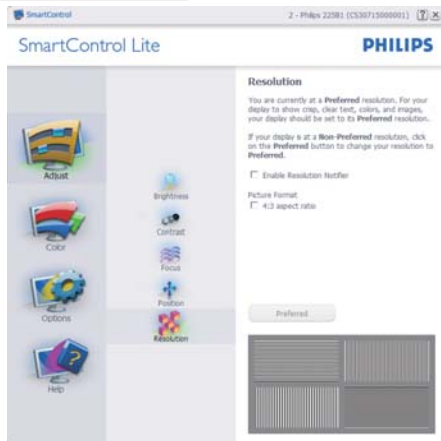 SmartControl
2 - Philips 225B1 (CS30715000001)
SmartControl Lite
PHILIPS
Adjust
Color
Options
Help
Brightness
Contrast
Focus
Position
Resolution
Resolution
You are currently at a Preferred resolution. For your
display to show crisp, clear text, colors, and images,
your display should be set to its Preferred resolution.
If your display is at a Non-Preferred resolution, click
on the Preferred button to change your resolution to
Preferred.
Enable Resolution Notifier
Picture Format
4:3 aspect ratio
Preferred